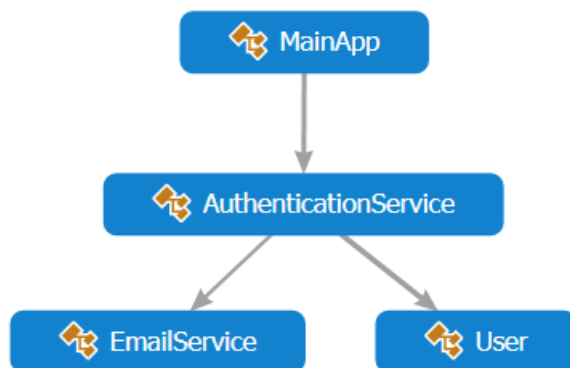 MainApp
AuthenticationService
EmailService
User